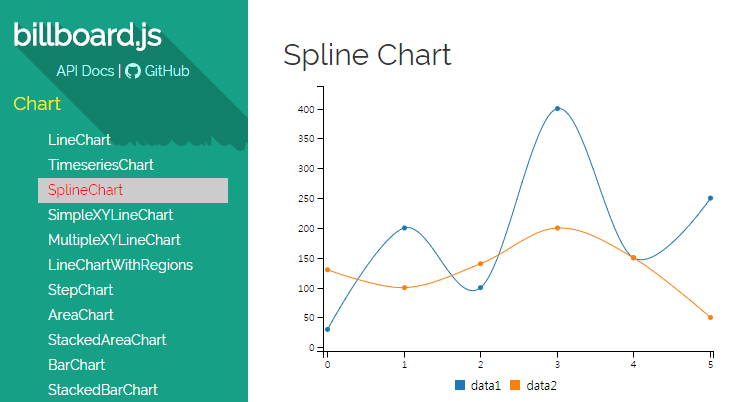 billboard.js
API Docs | GitHub
Chart
LineChart
TimeseriesChart
SplineChart
SimpleXYLineChart
MultipleXYLineChart
LineChartWithRegions
StepChart
AreaChart
StackedAreaChart
BarChart
StackedBarChart
Spline Chart
400
350
300
250
200
150
100
50
0
0 1 2 3 4 5
data1 data2